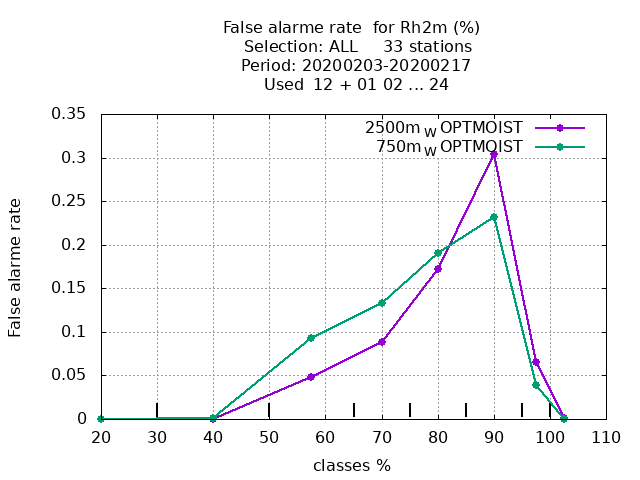 False alarme rate  for Rh2m (%)
Selection: ALL     33 stations
Period: 20200203-20200217
Used  12 + 01 02 ... 24
2500m W OPTMOIST
750m W OPTMOIST
False alarme rate
0.35
0.3
0.25
0.2
0.15
0.1
0.05
0
20 30 40 50 60 70 80 90 100 110
classes %